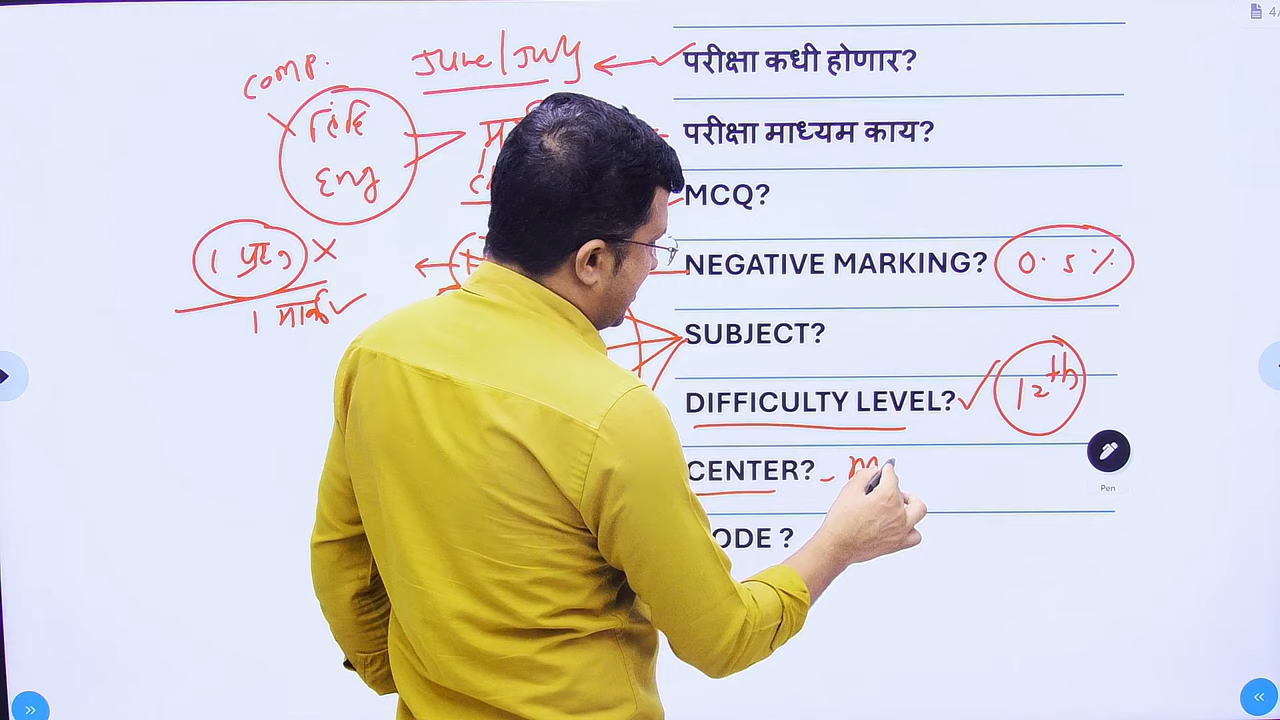 4/
June/July
परीक्षा कधी होणार?
comp.
हिंदि
Eng
परीक्षा माध्यम काय?
MCQ?
1 प्रश्न
1 मार्क
NEGATIVE MARKING?
0.5 %
SUBJECT?
DIFFICULTY LEVEL?
12th
CENTER?
Pen
ODE ?